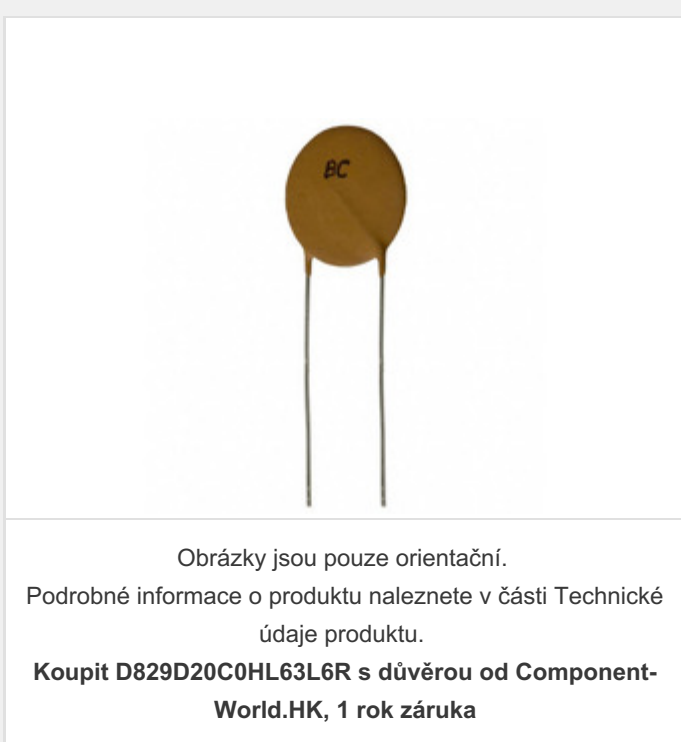 BC
Obrázky jsou pouze orientační.
Podrobné informace o produktu naleznete v části Technické
údaje produktu.
Koupit D829D20C0HL63L6R s důvěrou od Component-
World.HK, 1 rok záruka